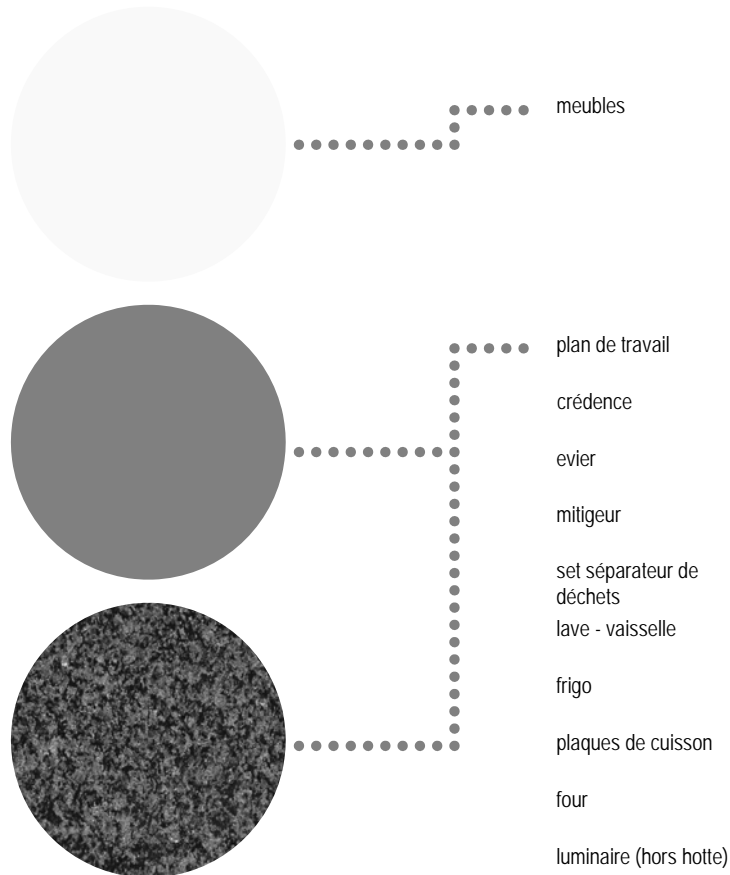 meubles
plan de travail
crédence
evier
mitigeur
set séparateur de
déchets
lave - vaisselle
frigo
plaques de cuisson
four
luminaire (hors hotte)